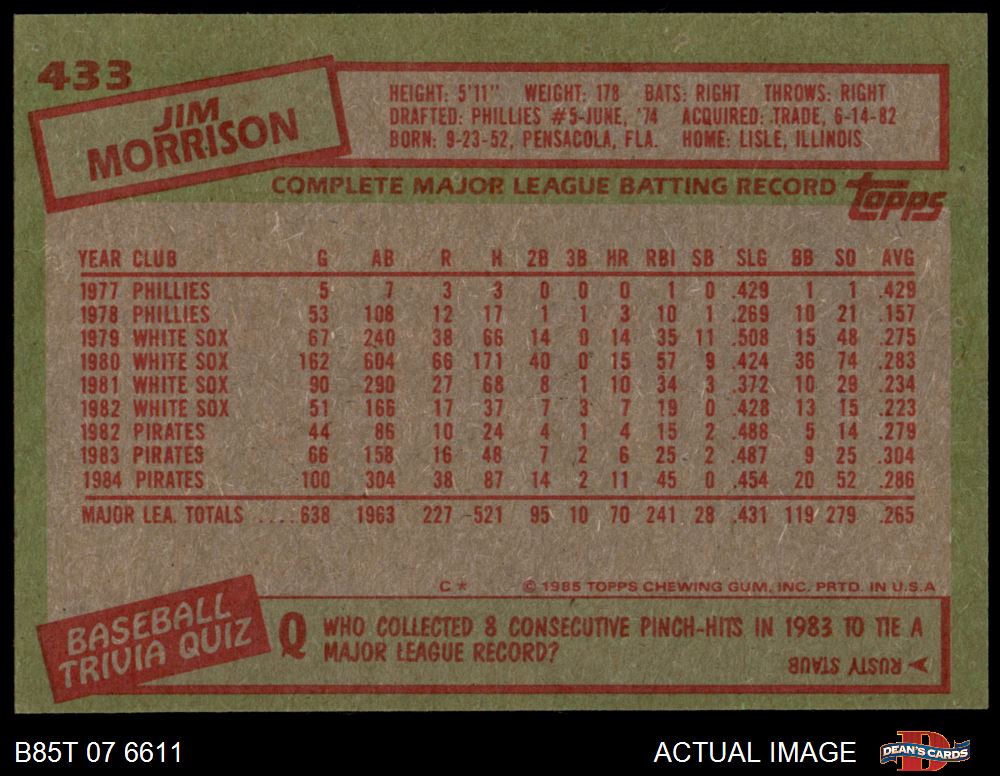 433
JIM
MORRISON
HEIGHT: 5'11" WEIGHT: 178 BATS: RIGHT THROWS: RIGHT
DRAFTED: PHILLIES #5-JUNE, '74 ACQUIRED: TRADE, 6-14-82
BORN: 9-23-52, PENSACOLA, FLA. HOME: LISLE, ILLINOIS
COMPLETE MAJOR LEAGUE BATTING RECORD
topps
YEAR CLUB G AB R H 2B 3B HR RBI SB SLG BB SO AVG
1977 PHILLIES 5 7 3 3 0 0 0 1 0 .429 1 1 .429
1978 PHILLIES 53 108 12 17 1 1 3 10 1 .269 10 21 .157
1979 WHITE SOX 67 240 38 66 14 0 14 35 11 .508 15 48 .275
1980 WHITE SOX 162 604 66 171 40 0 15 57 9 .424 36 74 .283
1981 WHITE SOX 90 290 27 68 8 1 10 34 3 .372 10 29 .234
1982 WHITE SOX 51 166 17 37 7 3 7 19 0 .428 13 15 .223
1982 PIRATES 44 86 10 24 4 1 4 15 2 .488 5 14 .279
1983 PIRATES 66 158 16 48 7 2 6 25 2 .487 9 25 .304
1984 PIRATES 100 304 38 87 14 2 11 45 0 .454 20 52 .286
MAJOR LEA. TOTALS ....638 1963 227 521 95 10 70 241 28 .431 119 279 .265
C* © 1985 TOPPS CHEWING GUM, INC. PRTD. IN U.S.A
BASEBALL
TRIVIA QUIZ
Q WHO COLLECTED 8 CONSECUTIVE PINCH-HITS IN 1983 TO TIE A
MAJOR LEAGUE RECORD?
A RUSTY STAUB
B85T 07 6611
ACTUAL IMAGE
DEAN'S CARDS